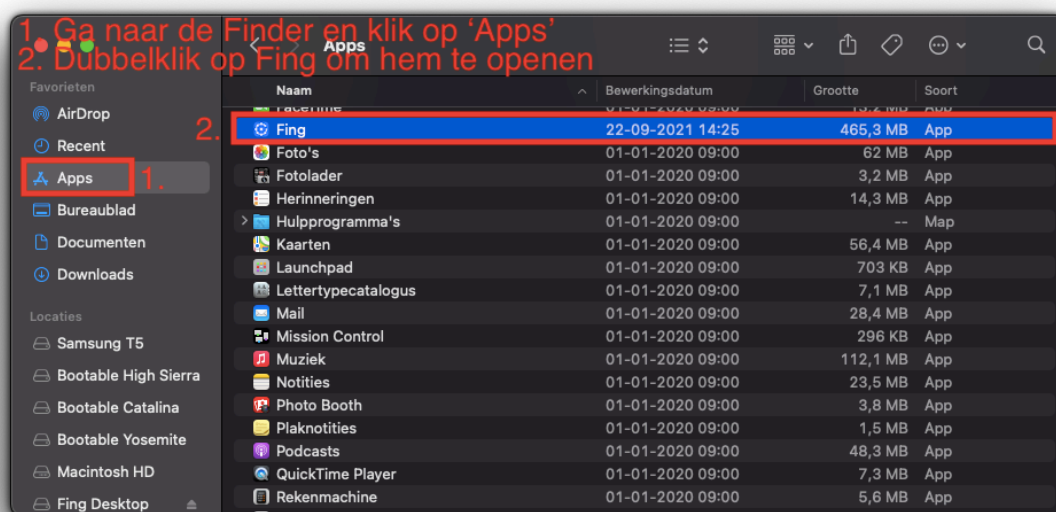 1. Ga naar de Finder en klik op ‘Apps’
2. Dubbelklik op Fing om hem te openen
Apps
Favorieten
AirDrop
Recent
Apps
1.
Bureaublad
Documenten
Downloads
Locaties
Samsung T5
Bootable High Sierra
Bootable Catalina
Bootable Yosemite
Macintosh HD
Fing Desktop
Naam Bewerkingsdatum Grootte Soort
FaceTime 01-01-2020 09:00 13,2 MB App
2.
Fing 22-09-2021 14:25 465,3 MB App
Foto's 01-01-2020 09:00 62 MB App
Fotolader 01-01-2020 09:00 3,2 MB App
Herinneringen 01-01-2020 09:00 14,3 MB App
Hulpprogramma's 01-01-2020 09:00 -- Map
Kaarten 01-01-2020 09:00 56,4 MB App
Launchpad 01-01-2020 09:00 703 KB App
Lettertypecatalogus 01-01-2020 09:00 7,1 MB App
Mail 01-01-2020 09:00 28,4 MB App
Mission Control 01-01-2020 09:00 296 KB App
Muziek 01-01-2020 09:00 112,1 MB App
Notities 01-01-2020 09:00 23,5 MB App
Photo Booth 01-01-2020 09:00 3,8 MB App
Plaknotities 01-01-2020 09:00 1,5 MB App
Podcasts 01-01-2020 09:00 48,3 MB App
QuickTime Player 01-01-2020 09:00 7,3 MB App
Rekenmachine 01-01-2020 09:00 5,6 MB App